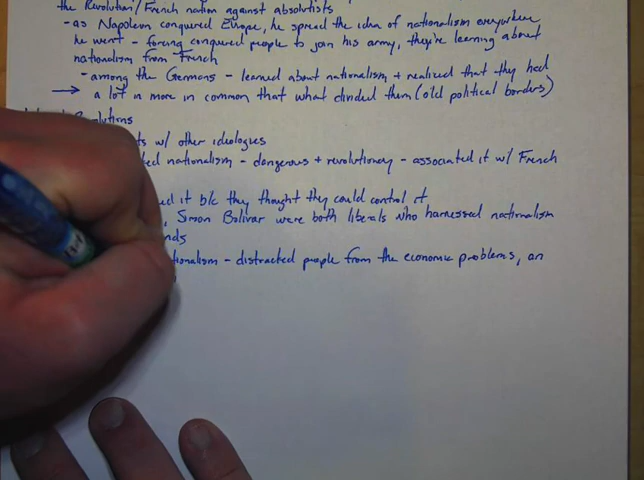 the Revolution/French nation against absolutists
-as Napoleon conquered Europe, he spread the idea of nationalism everywhere
he went - forcing conquered people to join his army, they're learning about
nationalism from French
-among the Germans - learned about nationalism + realized that they had
→ a lot in more in common that what divided them (old political borders)
w/ other ideologies
nationalism - dangerous + revolutionary - associated it w/ French
it b/c they thought they could control it
, Simon Bolivar were both liberals who harnessed nationalism
- distracted people from the economic problems, an